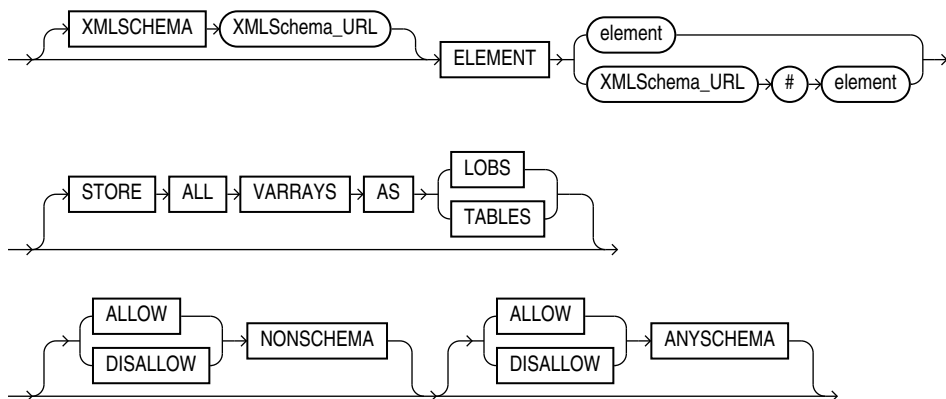 XMLSCHEMA XMLSchema_URL
ELEMENT
element
XMLSchema_URL # element
STORE ALL VARRAYS AS
LOBS
TABLES
ALLOW
DISALLOW
NONSCHEMA
ALLOW
DISALLOW
ANYSCHEMA